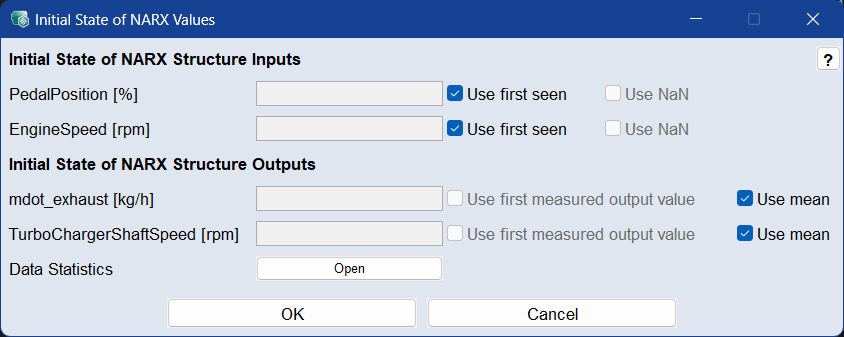 Initial State of NARX Values
Initial State of NARX Structure Inputs
?
PedalPosition [%] Use first seen Use NaN
EngineSpeed [rpm] Use first seen Use NaN
Initial State of NARX Structure Outputs
mdot_exhaust [kg/h] Use first measured output value Use mean
TurboChargerShaftSpeed [rpm] Use first measured output value Use mean
Data Statistics Open
OK Cancel